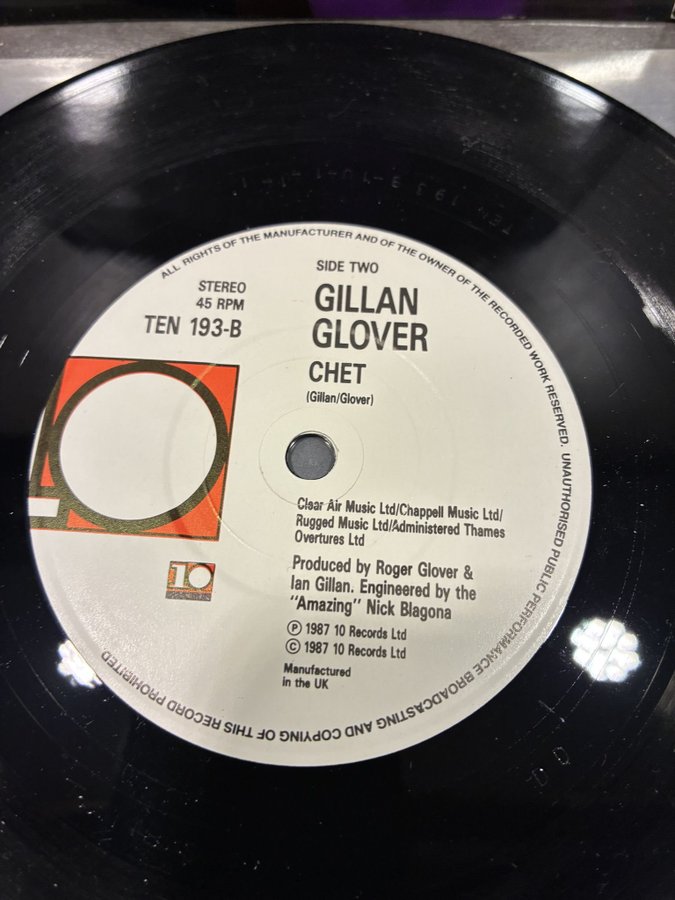 ALL RIGHTS OF THE MANUFACTURER AND OF THE OWNER OF THE RECORDED WORK RESERVED. UNAUTHORISED PUBLIC PERFORMANCE BROADCASTING AND COPYING OF THIS RECORD PROHIBITED
SIDE TWO
STEREO
45 RPM
TEN 193-B
GILLAN
GLOVER
CHET
(Gillan/Glover)
10
Clear Air Music Ltd/Chappell Music Ltd/
Rugged Music Ltd/Administered Thames
Overtures Ltd
Produced by Roger Glover &
Ian Gillan. Engineered by the
"Amazing" Nick Blagona
Ⓟ 1987 10 Records Ltd
© 1987 10 Records Ltd
Manufactured
in the UK
10